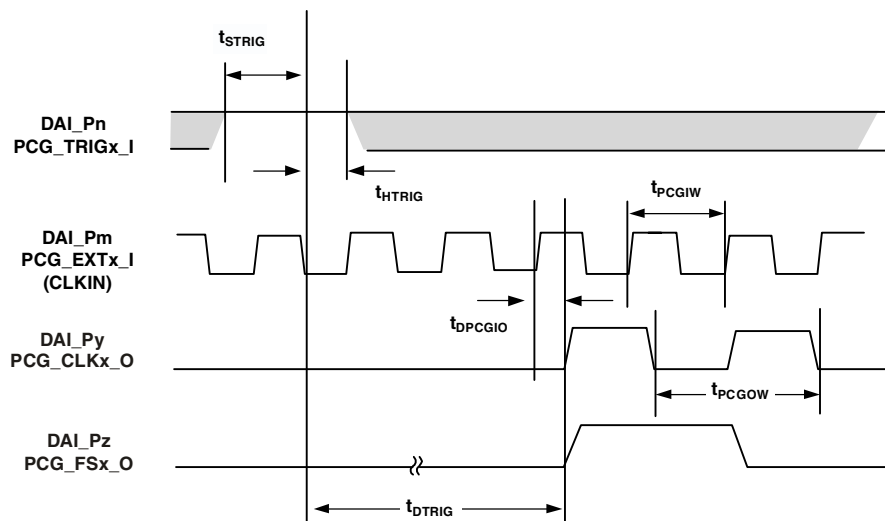 tSTRIG
DAI_Pn
PCG_TRIGx_I
tHTRIG
tPCGIW
DAI_Pm
PCG_EXTx_I
(CLKIN)
tDPCGIO
DAI_Py
PCG_CLKx_O
tPCGOW
DAI_Pz
PCG_FSx_O
tDTRIG